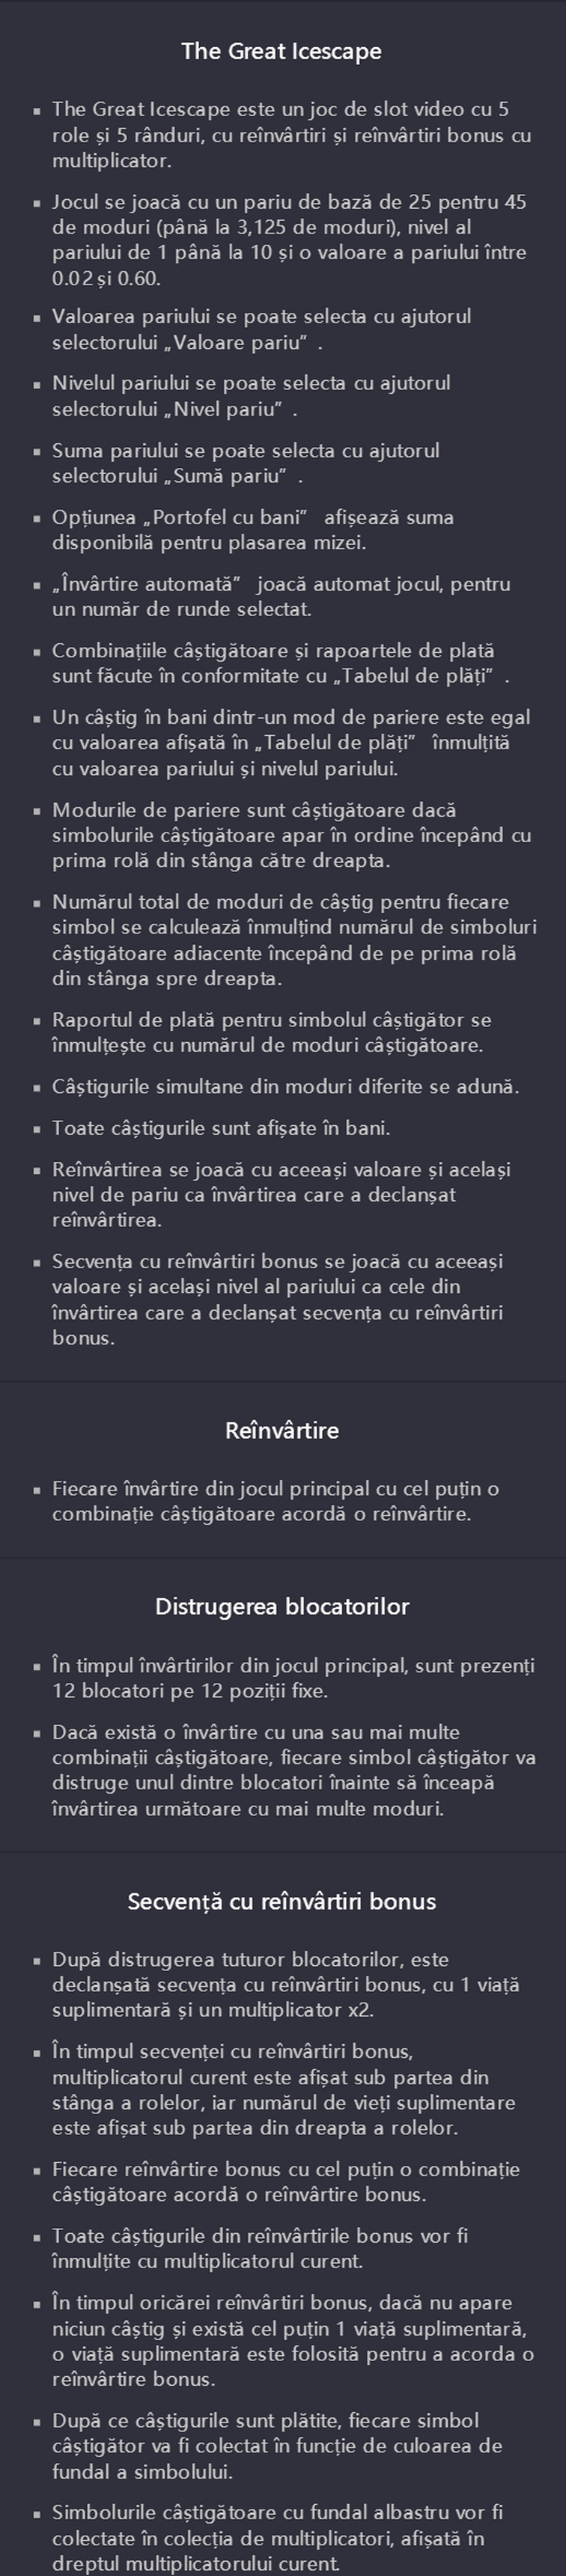 The Great Icescape
▪ The Great Icescape este un joc de slot video cu 5
role și 5 rânduri, cu reînvârtiri și reînvârtiri bonus cu
multiplicator.
▪ Jocul se joacă cu un pariu de bază de 25 pentru 45
de moduri (până la 3,125 de moduri), nivel al
pariului de 1 până la 10 și o valoare a pariului între
0.02 și 0.60.
▪ Valoarea pariului se poate selecta cu ajutorul
selectorului „Valoare pariu” .
▪ Nivelul pariului se poate selecta cu ajutorul
selectorului „Nivel pariu” .
▪ Suma pariului se poate selecta cu ajutorul
selectorului „Sumă pariu” .
▪ Opțiunea „Portofel cu bani” afișează suma
disponibilă pentru plasarea mizei.
▪ „Învârtire automată” joacă automat jocul, pentru
un număr de runde selectat.
▪ Combinațiile câștigătoare și rapoartele de plată
sunt făcute în conformitate cu „Tabelul de plăți” .
▪ Un câștig în bani dintr-un mod de pariere este egal
cu valoarea afișată în „Tabelul de plăți” înmulțită
cu valoarea pariului și nivelul pariului.
▪ Modurile de pariere sunt câștigătoare dacă
simbolurile câștigătoare apar în ordine începând cu
prima rolă din stânga către dreapta.
▪ Numărul total de moduri de câștig pentru fiecare
simbol se calculează înmulțind numărul de simboluri
câștigătoare adiacente începând de pe prima rolă
din stânga spre dreapta.
▪ Raportul de plată pentru simbolul câștigător se
înmulțește cu numărul de moduri câștigătoare.
▪ Câștigurile simultane din moduri diferite se adună.
▪ Toate câștigurile sunt afișate în bani.
▪ Reînvârtirea se joacă cu aceeași valoare și același
nivel de pariu ca învârtirea care a declanșat
reînvârtirea.
▪ Secvența cu reînvârtiri bonus se joacă cu aceeași
valoare și același nivel al pariului ca cele din
învârtirea care a declanșat secvența cu reînvârtiri
bonus.
Reînvârtire
▪ Fiecare învârtire din jocul principal cu cel puțin o
combinație câștigătoare acordă o reînvârtire.
Distrugerea blocatorilor
▪ În timpul învârtirilor din jocul principal, sunt prezenți
12 blocatori pe 12 poziții fixe.
▪ Dacă există o învârtire cu una sau mai multe
combinații câștigătoare, fiecare simbol câștigător va
distruge unul dintre blocatori înainte să înceapă
învârtirea următoare cu mai multe moduri.
Secvență cu reînvârtiri bonus
▪ După distrugerea tuturor blocatorilor, este
declanșată secvența cu reînvârtiri bonus, cu 1 viață
suplimentară și un multiplicator x2.
▪ În timpul secvenței cu reînvârtiri bonus,
multiplicatorul curent este afișat sub partea din
stânga a rolelor, iar numărul de vieți suplimentare
este afișat sub partea din dreapta a rolelor.
▪ Fiecare reînvârtire bonus cu cel puțin o combinație
câștigătoare acordă o reînvârtire bonus.
▪ Toate câștigurile din reînvârtirile bonus vor fi
înmulțite cu multiplicatorul curent.
▪ În timpul oricărei reînvârtiri bonus, dacă nu apare
niciun câștig și există cel puțin 1 viață suplimentară,
o viață suplimentară este folosită pentru a acorda o
reînvârtire bonus.
▪ După ce câștigurile sunt plătite, fiecare simbol
câștigător va fi colectat în funcție de culoarea de
fundal a simbolului.
▪ Simbolurile câștigătoare cu fundal albastru vor fi
colectate în colecția de multiplicatori, afișată în
dreptul multiplicatorului curent.